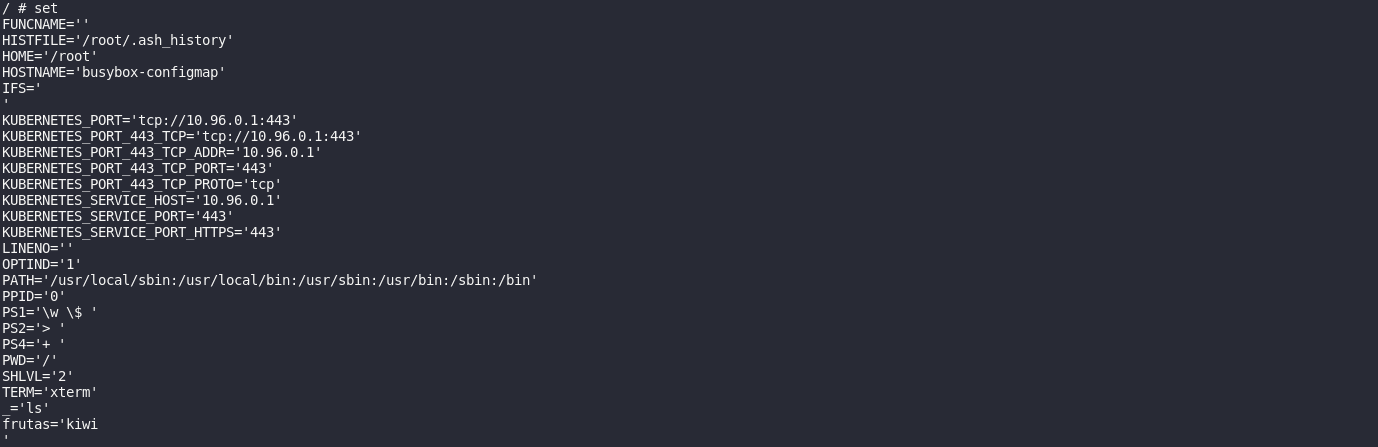 / # set
FUNCNAME=''
HISTFILE='/root/.ash_history'
HOME='/root'
HOSTNAME='busybox-configmap'
IFS='
'
KUBERNETES_PORT='tcp://10.96.0.1:443'
KUBERNETES_PORT_443_TCP='tcp://10.96.0.1:443'
KUBERNETES_PORT_443_TCP_ADDR='10.96.0.1'
KUBERNETES_PORT_443_TCP_PORT='443'
KUBERNETES_PORT_443_TCP_PROTO='tcp'
KUBERNETES_SERVICE_HOST='10.96.0.1'
KUBERNETES_SERVICE_PORT='443'
KUBERNETES_SERVICE_PORT_HTTPS='443'
LINENO=''
OPTIND='1'
PATH='/usr/local/sbin:/usr/local/bin:/usr/sbin:/usr/bin:/sbin:/bin'
PPID='0'
PS1='\w \$ '
PS2='> '
PS4='+ '
PWD='/'
SHLVL='2'
TERM='xterm'
_='ls'
frutas='kiwi
'